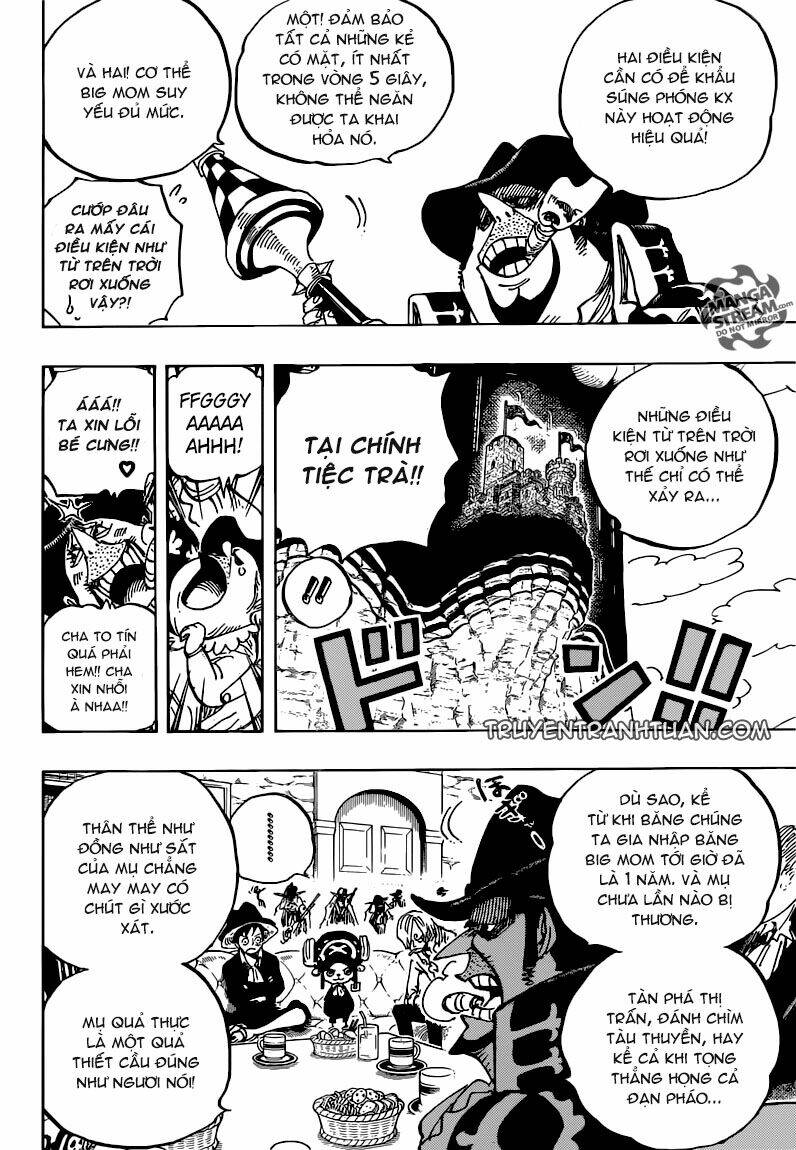 HAI ĐIỀU KIỆN
CẦN CÓ ĐỂ KHẨU
SÚNG PHÓNG KX
NÀY HOẠT ĐỘNG
HIỆU QUẢ!
MỘT! ĐẢM BẢO
TẤT CẢ NHỮNG KẺ
CÓ MẶT, ÍT NHẤT
TRONG VÒNG 5 GIÂY,
KHÔNG THỂ NGĂN
ĐƯỢC TA KHAI
HỎA NÓ.
VÀ HAI! CƠ THỂ
BIG MOM SUY
YẾU ĐỦ MỨC.
CƯỚP ĐÂU
RA MẤY CÁI
ĐIỀU KIỆN NHƯ
TỪ TRÊN TRỜI
RƠI XUỐNG
VẬY?!
MANGA
STREAM.com
DO NOT MIRROR
NHỮNG ĐIỀU
KIỆN TỪ TRÊN TRỜI
RƠI XUỐNG NHƯ
THẾ CHỈ CÓ THỂ
XẢY RA...
TẠI CHÍNH
TIỆC TRÀ!!
!!
ドンッ!!
FFGGGY
AAAAA
AHHH!
ÁÁÁ!!
TA XIN LỖI
BÉ CƯNG!!
♥
CHA TO TÍN
QUÁ PHẢI
HEM!! CHA
XIN NHỖI
À NHAA!!
TRUYENTRANHTUAN.COM
DÙ SAO, KỂ
TỪ KHI BĂNG CHÚNG
TA GIA NHẬP BĂNG
BIG MOM TỚI GIỜ ĐÃ
LÀ 1 NĂM. VÀ MỤ
CHƯA LẦN NÀO BỊ
THƯƠNG.
TÀN PHÁ THỊ
TRẤN, ĐÁNH CHÌM
TÀU THUYỀN, HAY
KỂ CẢ KHI TỌNG
THẲNG HỌNG CẢ
ĐẠN PHÁO...
THÂN THỂ NHƯ
ĐỒNG NHƯ SẮT
CỦA MỤ CHẲNG
MAY MAY CÓ
CHÚT GÌ XƯỚC
XÁT.
MỤ QUẢ THỰC
LÀ MỘT QUẢ
THIẾT CẦU ĐÚNG
NHƯ NGƯƠI NÓI!